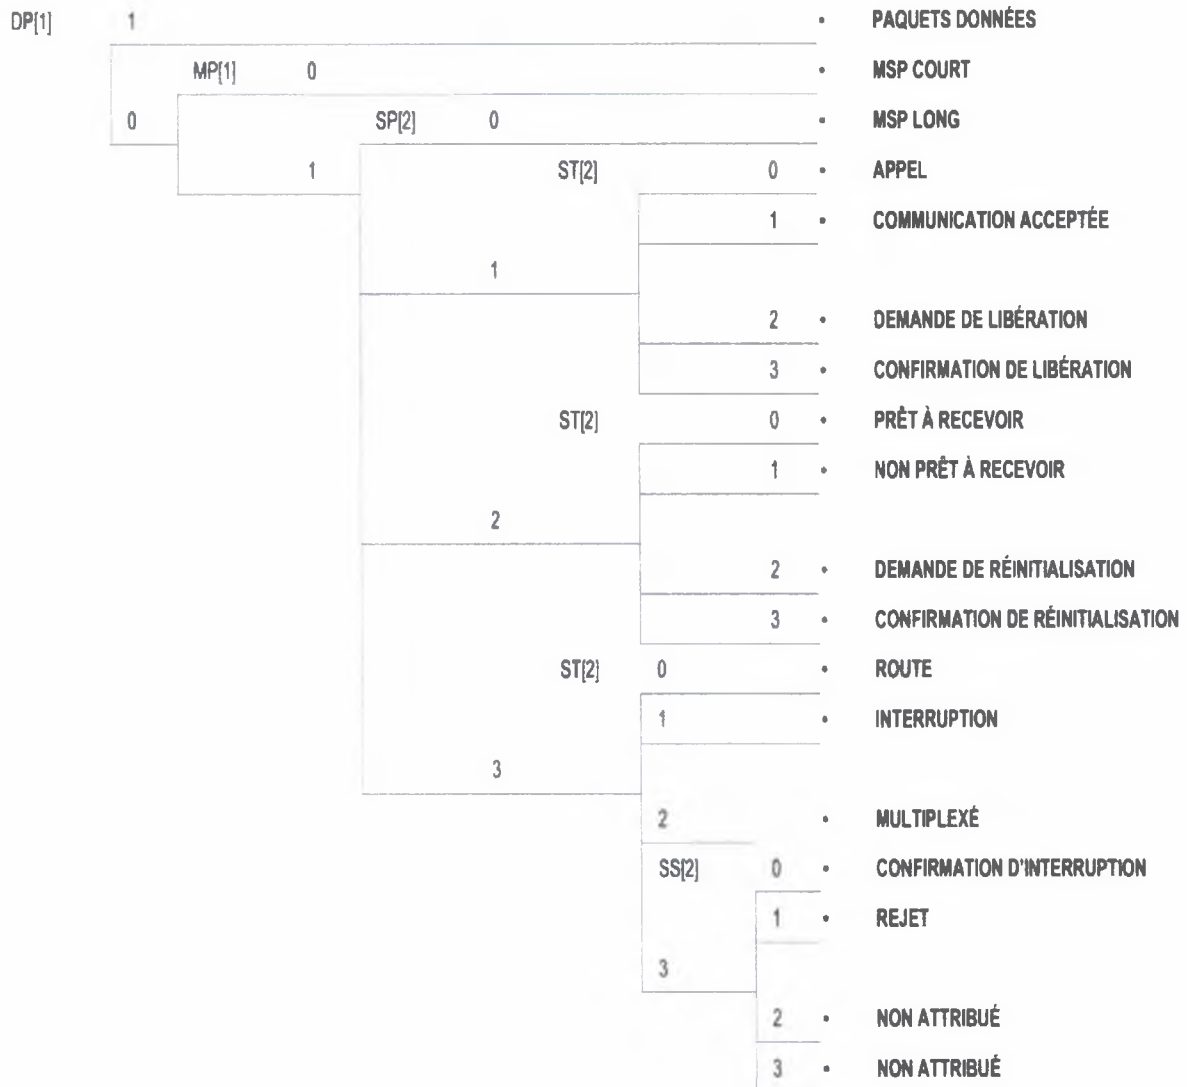 DP[1] 1 • PAQUETS DONNÉES
MP[1] 0 • MSP COURT
0 SP[2] 0 • MSP LONG
1 ST[2] 0 • APPEL
1 • COMMUNICATION ACCEPTÉE
1
2 • DEMANDE DE LIBÉRATION
3 • CONFIRMATION DE LIBÉRATION
ST[2] 0 • PRÊT À RECEVOIR
1 • NON PRÊT À RECEVOIR
2
2 • DEMANDE DE RÉINITIALISATION
3 • CONFIRMATION DE RÉINITIALISATION
ST[2] 0 • ROUTE
1 • INTERRUPTION
3
2 • MULTIPLEXÉ
SS[2] 0 • CONFIRMATION D'INTERRUPTION
1 • REJET
3
2 • NON ATTRIBUÉ
3 • NON ATTRIBUÉ